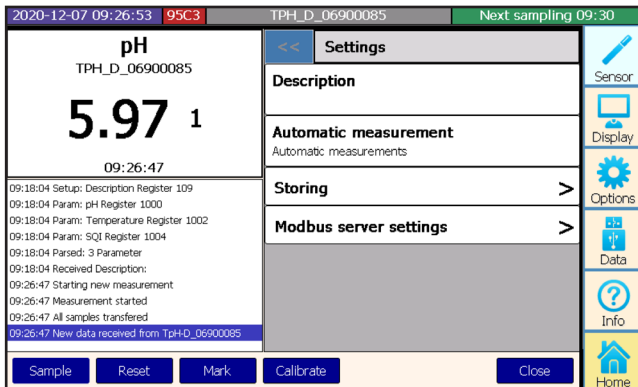 2020-12-07 09:26:53 95C3 TPH_D_06900085 Next sampling 09:30
pH
TPH_D_06900085
5.97 1
09:26:47
09:18:04 Setup: Description Register 109
09:18:04 Param: pH Register 1000
09:18:04 Param: Temperature Register 1002
09:18:04 Param: SQI Register 1004
09:18:04 Parsed: 3 Parameter
09:18:04 Received Description:
09:26:47 Starting new measurement
09:26:47 Measurement started
09:26:47 All samples transfered
09:26:47 New data received from TpH-D_06900085
<< Settings
Description
Automatic measurement
Automatic measurements
Storing >
Modbus server settings >
Sensor
Display
Options
Data
Info
Home
Sample Reset Mark Calibrate Close